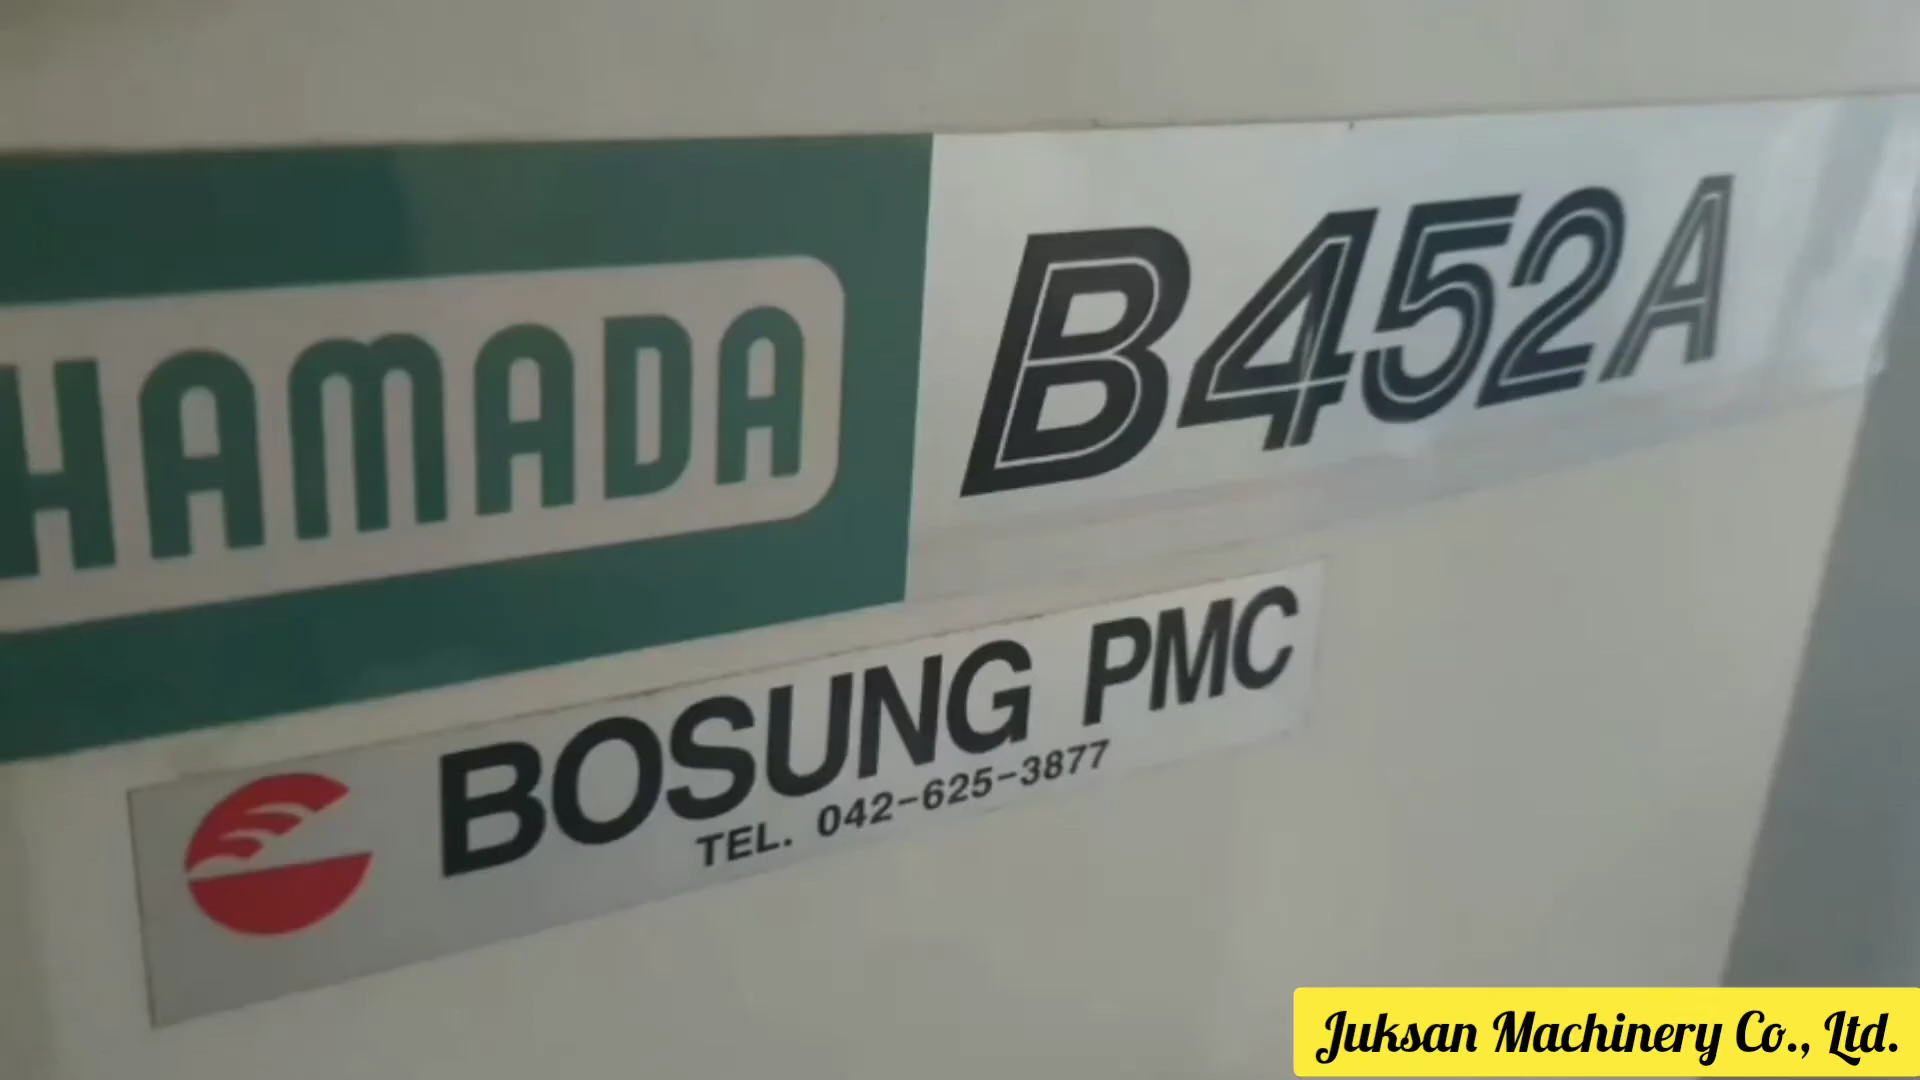 HAMADA B452A
BOSUNG PMC
TEL. 042-625-3877
Juksan Machinery Co., Ltd.